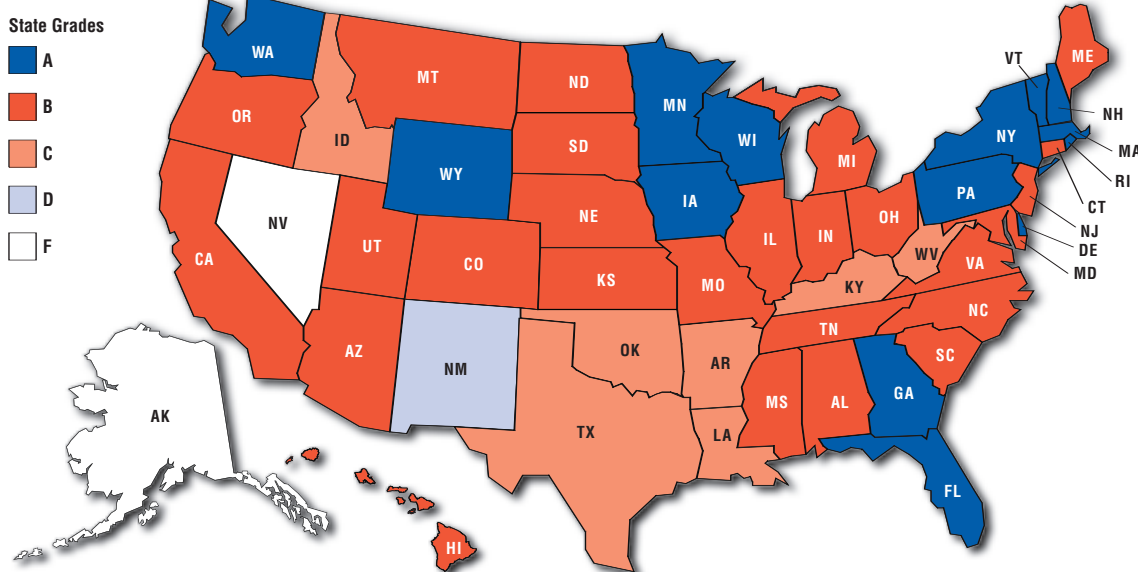 State Grades
A
B
C
D
F
WA
OR
CA
NV
ID
MT
WY
UT
CO
AZ
NM
ND
SD
NE
KS
OK
TX
MN
IA
MO
AR
LA
WI
IL
MI
IN
OH
KY
TN
MS
AL
GA
FL
SC
NC
VA
WV
PA
NY
VT
ME
NH
MA
RI
CT
NJ
DE
MD
AK
HI